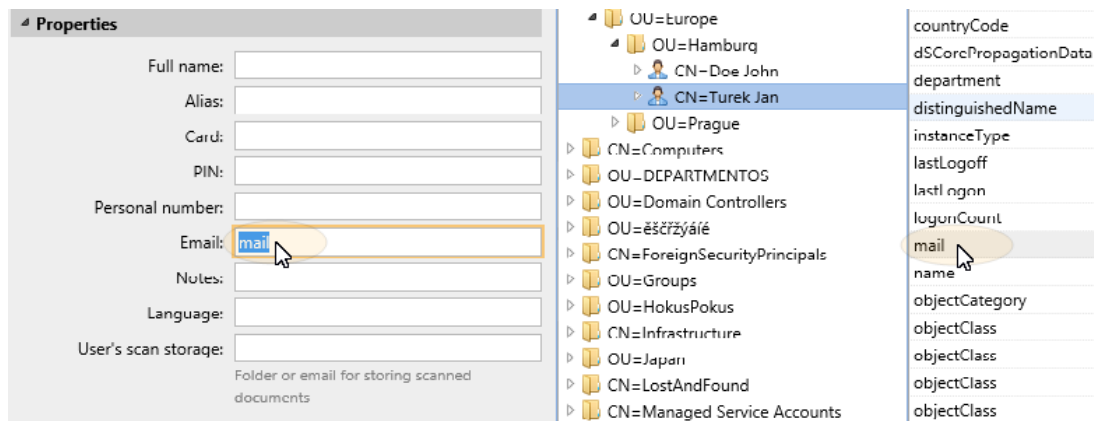 Properties
Full name:
Alias:
Card:
PIN:
Personal number:
Email: mail
Notes:
Language:
User's scan storage:
Folder or email for storing scanned
documents
OU=Europe
OU=Hamburg
CN=Doe John
CN=Turek Jan
OU=Prague
CN=Computers
OU=DEPARTMENTOS
OU=Domain Controllers
OU=ěščřžýáíé
CN=ForeignSecurityPrincipals
OU=Groups
OU=HokusPokus
CN=Infrastructure
OU=Japan
CN=LostAndFound
CN=Managed Service Accounts
countryCode
dSCorePropagationData
department
distinguishedName
instanceType
lastLogoff
lastLogon
logonCount
mail
name
objectCategory
objectClass
objectClass
objectClass
objectClass